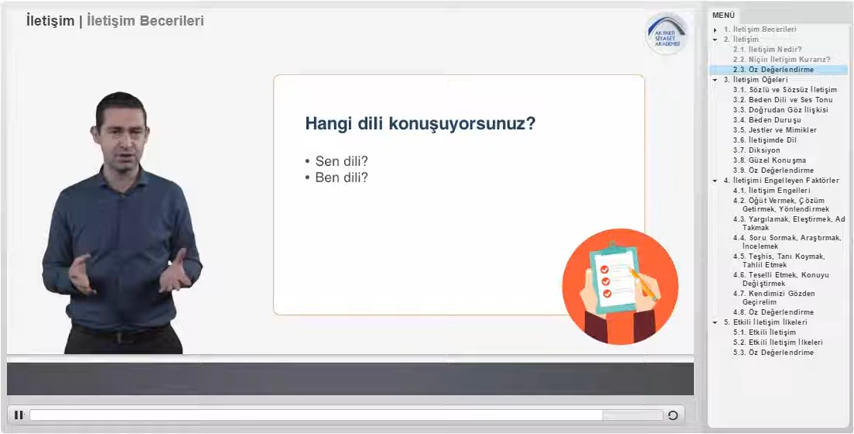 İletişim | İletişim Becerileri
AK PARTİ
SİYASET
AKADEMİSİ
Hangi dili konuşuyorsunuz?
• Sen dili?
• Ben dili?
MENÜ
1. İletişim Becerileri
2. İletişim
2.1. İletişim Nedir?
2.2. Niçin İletişim Kurarız?
2.3. Öz Değerlendirme
3. İletişim Öğeleri
3.1. Sözlü ve Sözsüz İletişim
3.2. Beden Dili ve Ses Tonu
3.3. Doğrudan Göz İlişkisi
3.4. Beden Duruşu
3.5. Jestler ve Mimikler
3.6. İletişimde Dil
3.7. Diksiyon
3.8. Güzel Konuşma
3.9. Öz Değerlendirme
4. İletişimi Engelleyen Faktörler
4.1. İletişim Engelleri
4.2. Öğüt Vermek, Çözüm
Getirmek, Yönlendirmek
4.3. Yargılamak, Eleştirmek, Ad
Takmak
4.4. Soru Sormak, Araştırmak,
İncelemek
4.5. Teşhis, Tanı Koymak,
Tahlil Etmek
4.6. Teselli Etmek, Konuyu
Değiştirmek
4.7. Kendimizi Gözden
Geçirelim
4.8. Öz Değerlendirme
5. Etkili İletişim İlkeleri
5.1. Etkili İletişim
5.2. Etkili İletişim İlkeleri
5.3. Öz Değerlendirme